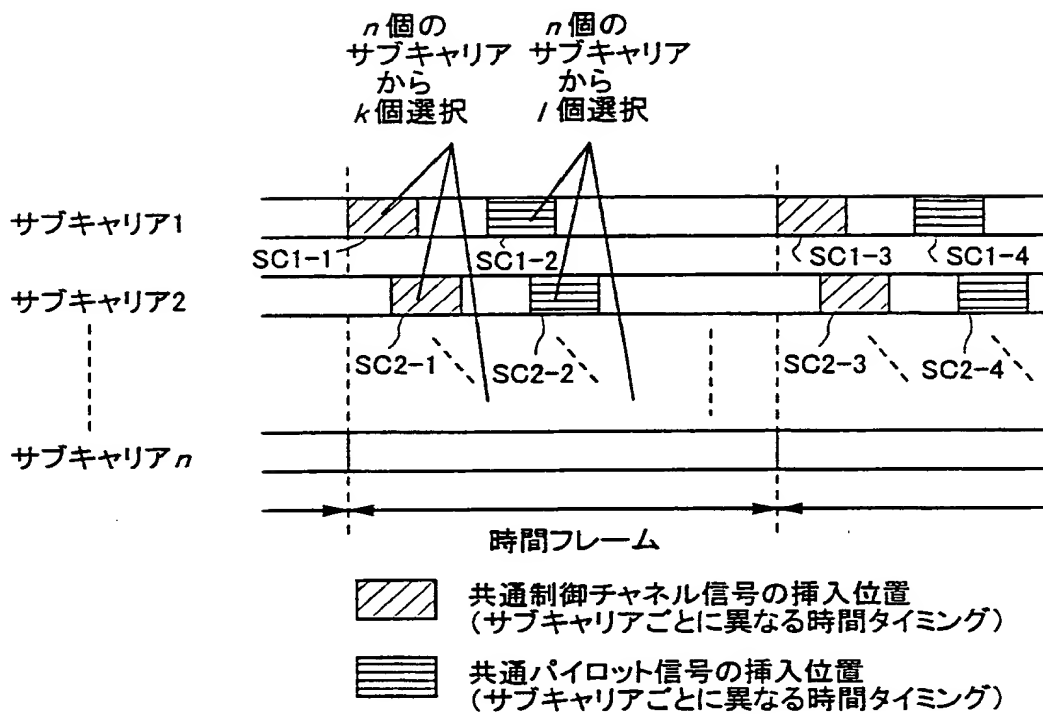 n個の
サブキャリア
から
k個選択
n個の
サブキャリア
から
l個選択
サブキャリア1
SC1-1
SC1-2
SC1-3
SC1-4
サブキャリア2
SC2-1
SC2-2
SC2-3
SC2-4
サブキャリアn
時間フレーム
共通制御チャネル信号の挿入位置
(サブキャリアごとに異なる時間タイミング)
共通パイロット信号の挿入位置
(サブキャリアごとに異なる時間タイミング)